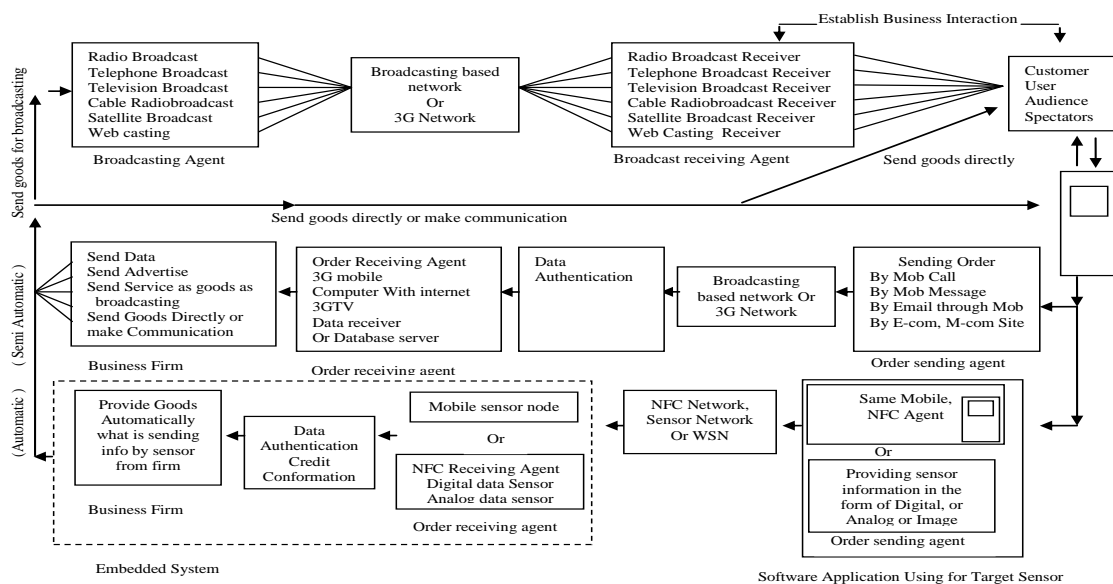 Establish Business Interaction
Send goods for broadcasting
Radio Broadcast
Telephone Broadcast
Television Broadcast
Cable Radiobroadcast
Satellite Broadcast
Web casting
Broadcasting Agent
Broadcasting based
network
Or
3G Network
Radio Broadcast Receiver
Telephone Broadcast Receiver
Television Broadcast Receiver
Cable Radiobroadcast Receiver
Satellite Broadcast Receiver
Web Casting Receiver
Broadcast receiving Agent
Customer
User
Audience
Spectators
Send goods directly
Send goods directly or make communication
( Semi Automatic )
Send Data
Send Advertise
Send Service as goods as
broadcasting
Send Goods Directly or
make Communication
Business Firm
Order Receiving Agent
3G mobile
Computer With internet
3GTV
Data receiver
Or Database server
Order receiving agent
Data
Authentication
Broadcasting
based network Or
3G Network
Sending Order
By Mob Call
By Mob Message
By Email through Mob
By E-com, M-com Site
Order sending agent
(Automatic )
Provide Goods
Automatically
what is sending
info by sensor
from firm
Business Firm
Data
Authentication
Credit
Conformation
Mobile sensor node
Or
NFC Receiving Agent
Digital data Sensor
Analog data sensor
Order receiving agent
Embedded System
NFC Network,
Sensor Network
Or WSN
Same Mobile,
NFC Agent
Or
Providing sensor
information in the
form of Digital, or
Analog or Image
Order sending agent
Software Application Using for Target Sensor